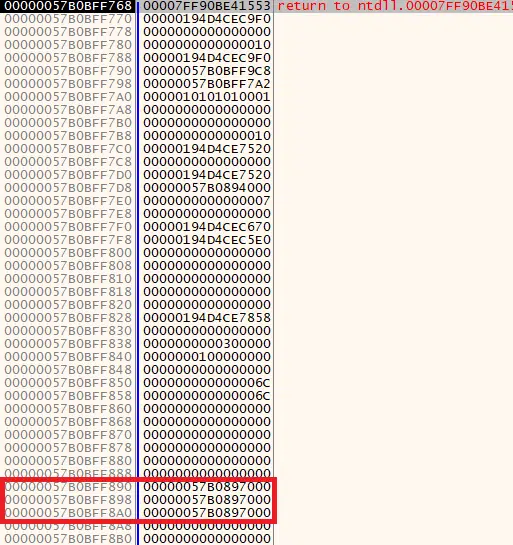 00000057B0BFF768 00007FF90BE41553 return to ntdll.00007FF90BE41
00000057B0BFF770 00000194D4CEC9F0
00000057B0BFF778 0000000000000000
00000057B0BFF780 0000000000000010
00000057B0BFF788 00000194D4CEC9F0
00000057B0BFF790 00000057B0BFF9C8
00000057B0BFF798 00000057B0BFF7A2
00000057B0BFF7A0 0000010101010001
00000057B0BFF7A8 0000000000000000
00000057B0BFF7B0 0000000000000000
00000057B0BFF7B8 0000000000000010
00000057B0BFF7C0 00000194D4CE7520
00000057B0BFF7C8 0000000000000000
00000057B0BFF7D0 00000194D4CE7520
00000057B0BFF7D8 00000057B0894000
00000057B0BFF7E0 0000000000000007
00000057B0BFF7E8 0000000000000000
00000057B0BFF7F0 00000194D4CEC670
00000057B0BFF7F8 00000194D4CEC5E0
00000057B0BFF800 0000000000000000
00000057B0BFF808 0000000000000000
00000057B0BFF810 0000000000000000
00000057B0BFF818 0000000000000000
00000057B0BFF820 0000000000000000
00000057B0BFF828 00000194D4CE7858
00000057B0BFF830 0000000000000000
00000057B0BFF838 0000000000300000
00000057B0BFF840 0000000100000000
00000057B0BFF848 0000000000000000
00000057B0BFF850 000000000000006C
00000057B0BFF858 000000000000006C
00000057B0BFF860 0000000000000000
00000057B0BFF868 0000000000000000
00000057B0BFF870 0000000000000000
00000057B0BFF878 0000000000000000
00000057B0BFF880 0000000000000000
00000057B0BFF888 0000000000000000
00000057B0BFF890 00000057B0897000
00000057B0BFF898 00000057B0897000
00000057B0BFF8A0 00000057B0897000
00000057B0BFF8A8 0000000000000000
00000057B0BFF8B0 0000000000000000